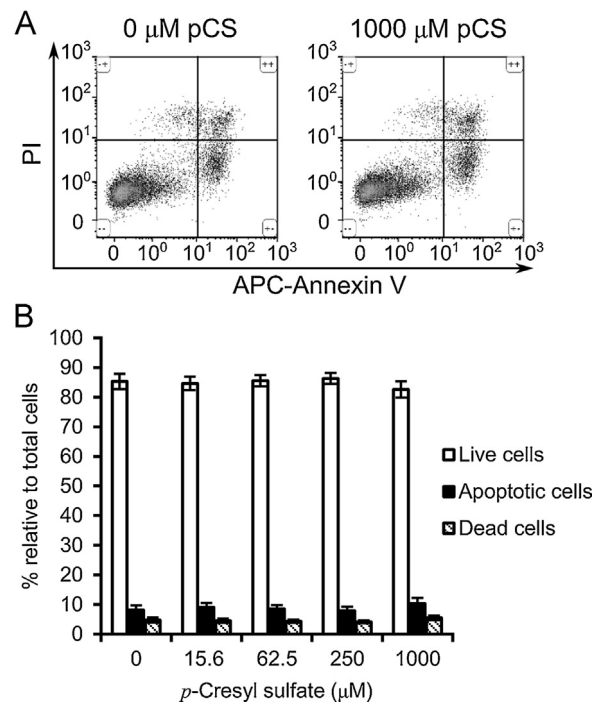 A
0 µM pCS
1000 µM pCS
PI
10³
10²
10¹
10⁰
0
-+
++
--
+-
0 10⁰ 10¹ 10² 10³
10³
10²
10¹
10⁰
0
-+
++
--
+-
0 10⁰ 10¹ 10² 10³
APC-Annexin V
B
% relative to total cells
100
90
80
70
60
50
40
30
20
10
0
0 15.6 62.5 250 1000
p-Cresyl sulfate (µM)
Live cells
Apoptotic cells
Dead cells